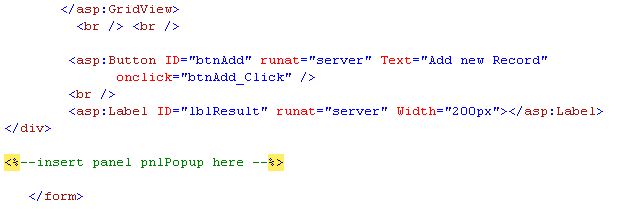 </asp:GridView>
<br /> <br />
<asp:Button ID="btnAdd" runat="server" Text="Add new Record"
onclick="btnAdd_Click" />
<br />
<asp:Label ID="lblResult" runat="server" Width="200px"></asp:Label>
</div>
<%--insert panel pnlPopup here --%>
</form>